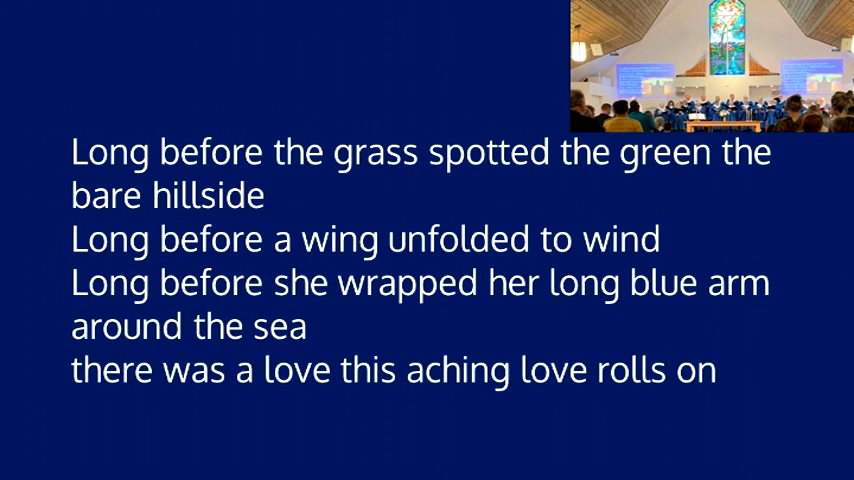 Long before the grass spotted the green the
bare hillside
Long before a wing unfolded to wind
Long before she wrapped her long blue arm
around the sea
there was a love this aching love rolls on